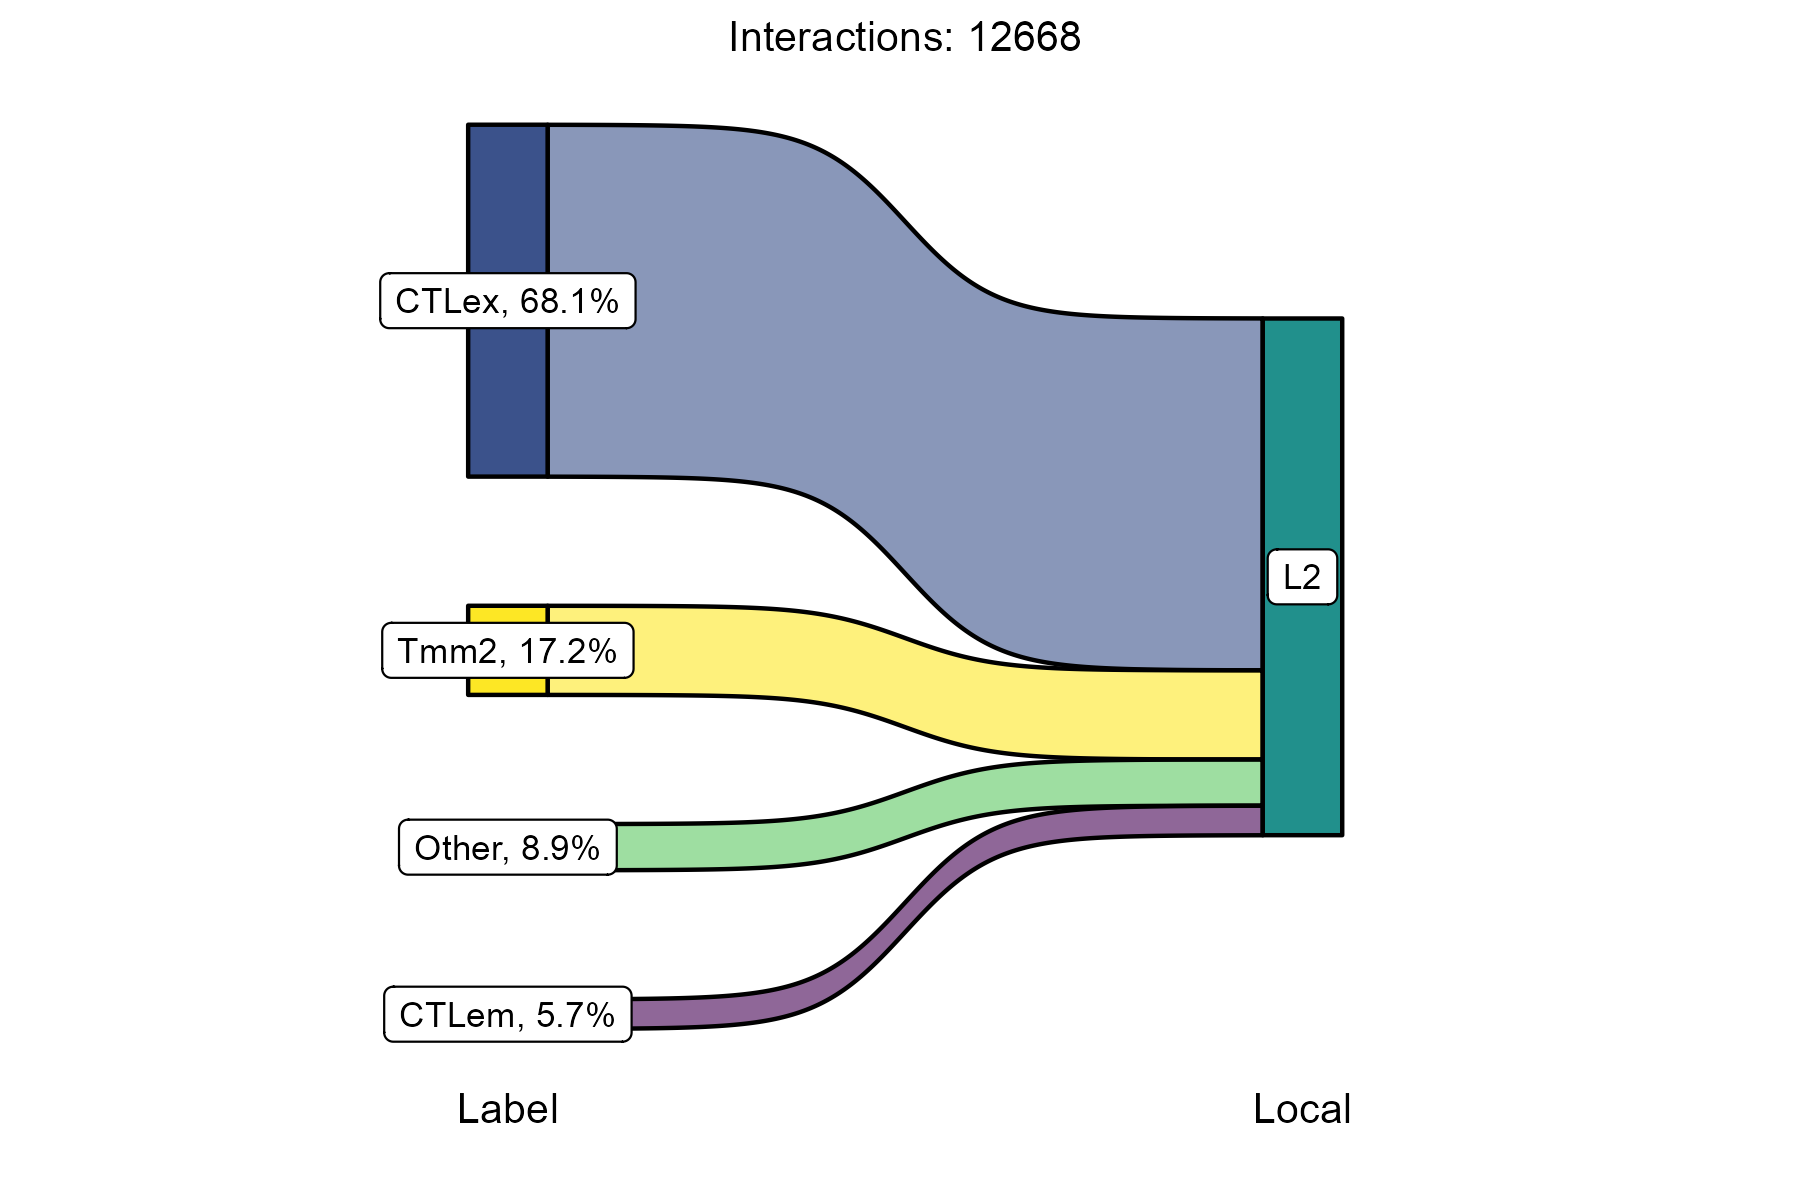 Interactions: 12668
CTLex, 68.1%
L2
Tmm2, 17.2%
Other, 8.9%
CTLem, 5.7%
Label
Local